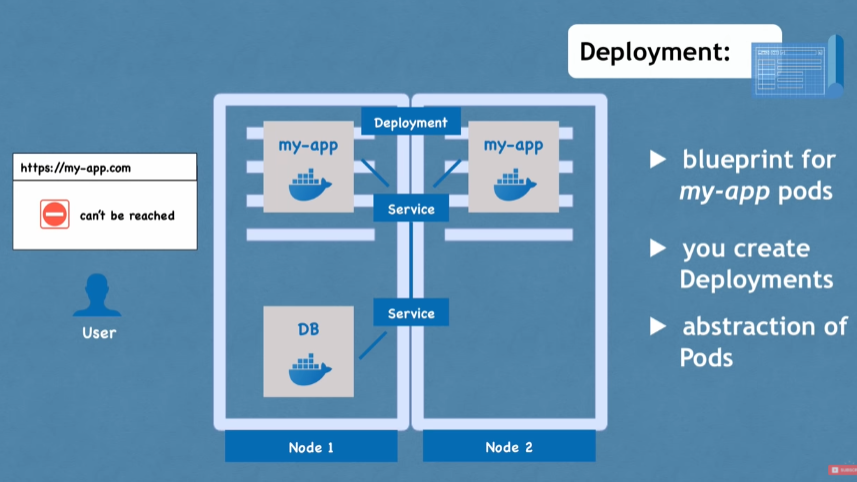 Deployment:
https://my-app.com
can't be reached
User
Deployment
my-app
my-app
Service
Service
DB
Node 1
Node 2
▶ blueprint for
my-app pods
▶ you create
Deployments
▶ abstraction of
Pods